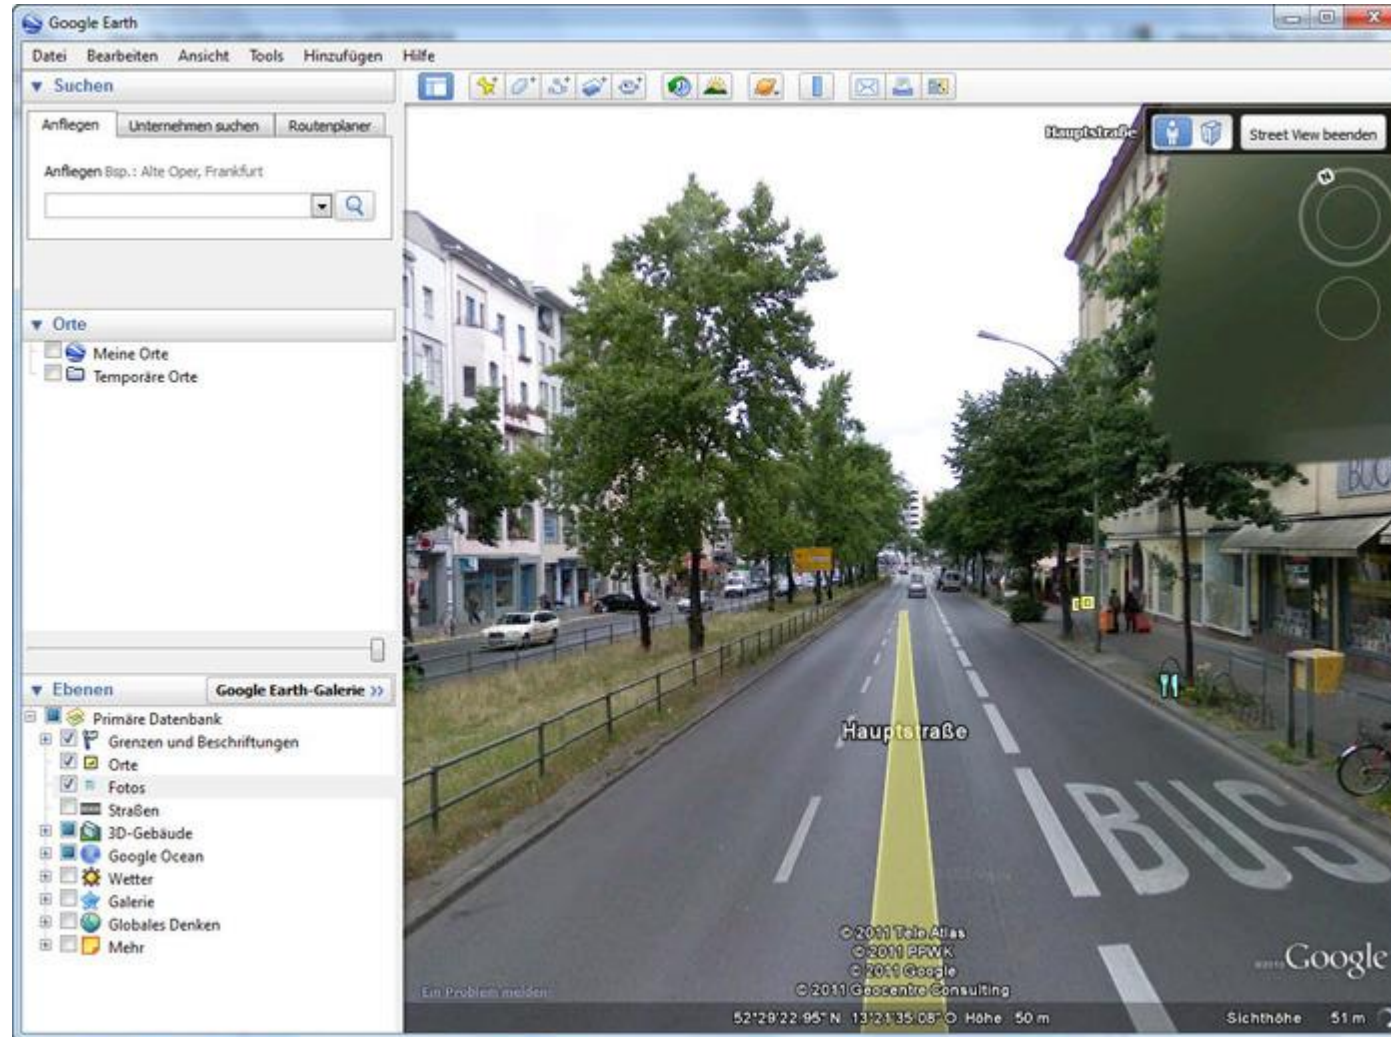 Google Earth
Datei Bearbeiten Ansicht Tools Hinzufügen Hilfe
Suchen
Anfliegen Unternehmen suchen Routenplaner
Anfliegen Bsp.: Alte Oper, Frankfurt
Orte
Meine Orte
Temporäre Orte
Ebenen
Google Earth-Galerie >>
Primäre Datenbank
Grenzen und Beschriftungen
Orte
Fotos
Straßen
3D-Gebäude
Google Ocean
Wetter
Galerie
Globales Denken
Mehr
Hauptstraße
Street View beenden
N
Hauptstraße
BUS
© 2011 Tele Atlas
© 2011 PPWK
© 2011 Google
© 2011 Geocentre Consulting
©2010 Google
Ein Problem melden
52°29'22.95" N 13°21'35.08" O Höhe 50 m
Sichthöhe 51 m